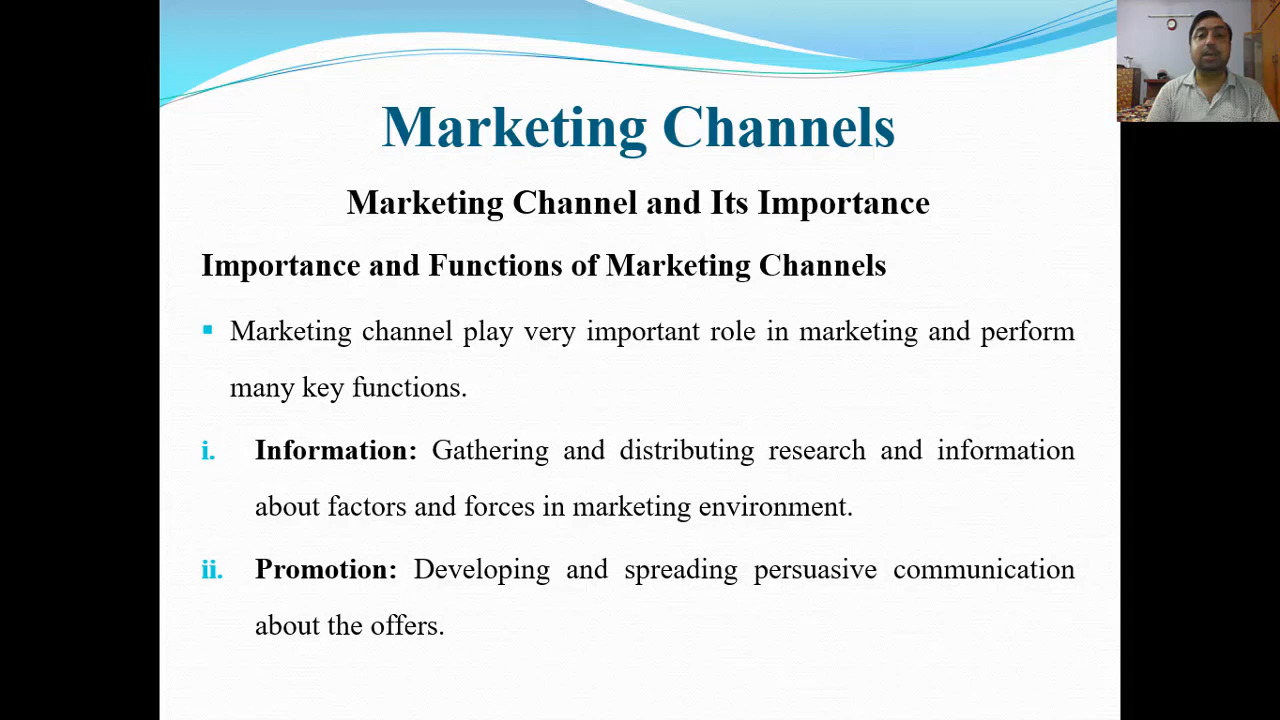 Marketing Channels
Marketing Channel and Its Importance
Importance and Functions of Marketing Channels
▪ Marketing channel play very important role in marketing and perform
many key functions.
i. Information: Gathering and distributing research and information
about factors and forces in marketing environment.
ii. Promotion: Developing and spreading persuasive communication
about the offers.